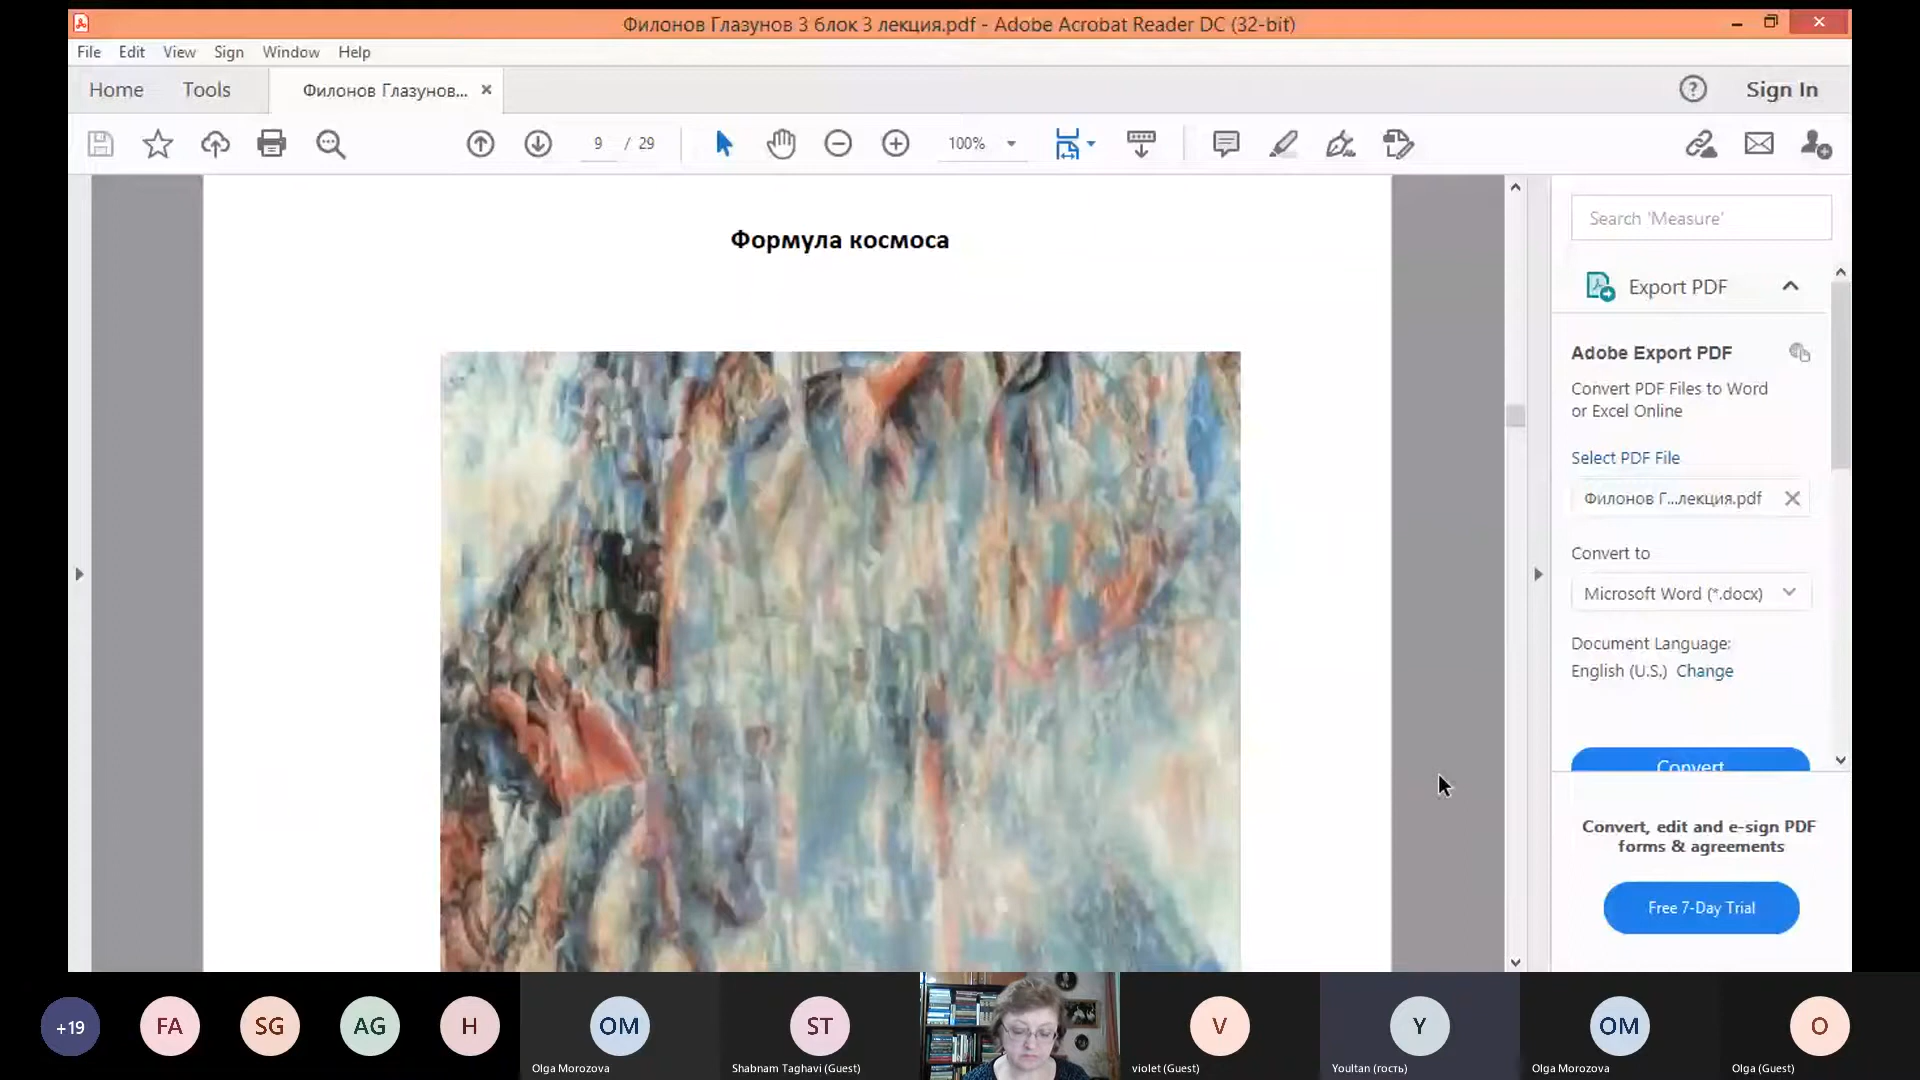 Филонов Глазунов 3 блок 3 лекция.pdf - Adobe Acrobat Reader DC (32-bit)
File Edit View Sign Window Help
Home Tools Филонов Глазунов... Sign In
9 / 29 100%
Формула космоса
Search 'Measure'
Export PDF
Adobe Export PDF
Convert PDF Files to Word
or Excel Online
Select PDF File
Филонов Г...лекция.pdf
Convert to
Microsoft Word (*.docx)
Document Language:
English (U.S.) Change
Convert
Convert, edit and e-sign PDF
forms & agreements
Free 7-Day Trial
+19 FA SG AG H OM ST V Y OM O
Olga Morozova Shabnam Taghavi (Guest) violet (Guest) Youltan (гость) Olga Morozova Olga (Guest)